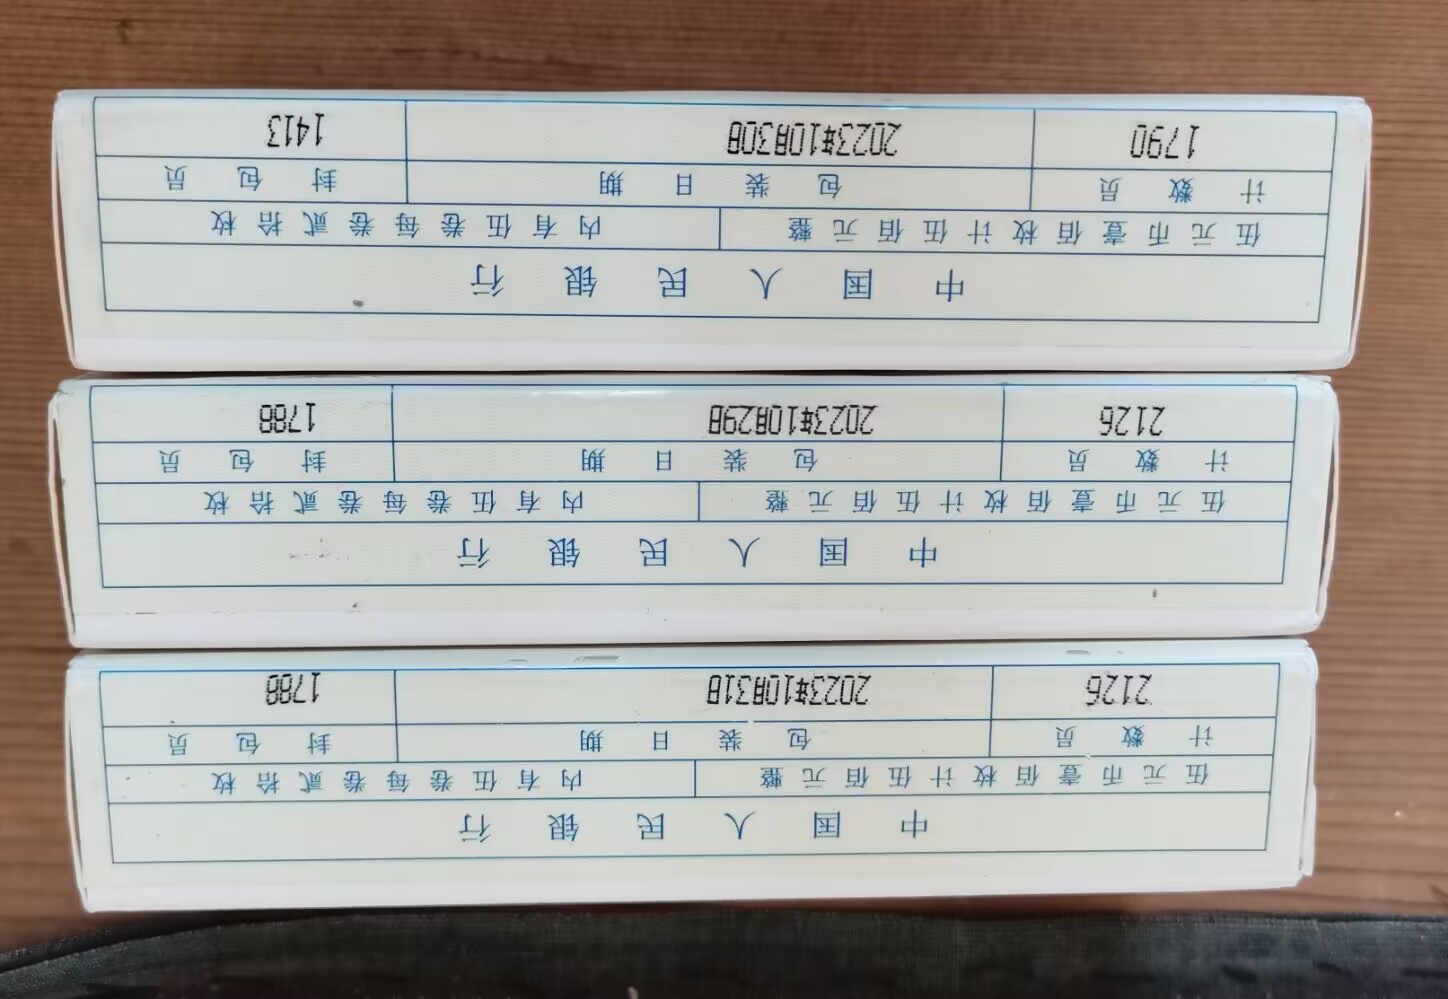 中国人民银行
伍元币壹佰枚计伍佰元整 内有伍卷每卷贰拾枚
计数员 包装日期 封包员
2126 2023年10月31日 1788
中国人民银行
伍元币壹佰枚计伍佰元整 内有伍卷每卷贰拾枚
计数员 包装日期 封包员
2126 2023年10月29日 1788
中国人民银行
伍元币壹佰枚计伍佰元整 内有伍卷每卷贰拾枚
计数员 包装日期 封包员
1790 2023年10月30日 1413